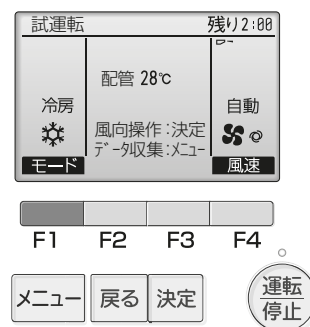 試運転 残り2:00
配管 28℃
冷房 自動
風向操作:決定
ﾃﾞｰﾀ収集:ﾒﾆｭｰ
モード 風速
F1 F2 F3 F4
メニュー 戻る 決定 運転
停止